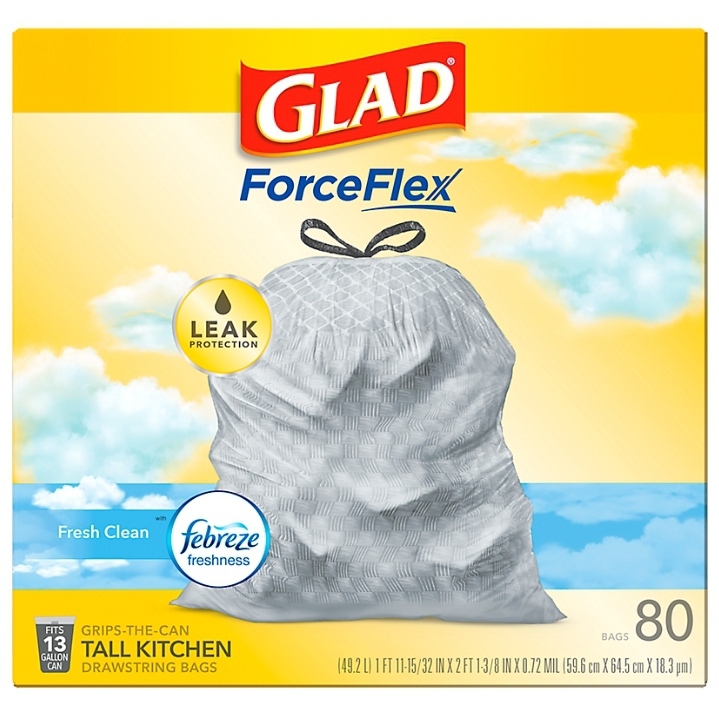 GLAD®
ForceFlex
LEAK
PROTECTION
Fresh Clean with
febreze
freshness
FITS
13
GALLON
CAN
GRIPS-THE-CAN
TALL KITCHEN
DRAWSTRING BAGS
BAGS 80
(49.2 L) 1 FT 11-15/32 IN X 2 FT 1-3/8 IN X 0.72 MIL (59.6 cm X 64.5 cm X 18.3 µm)